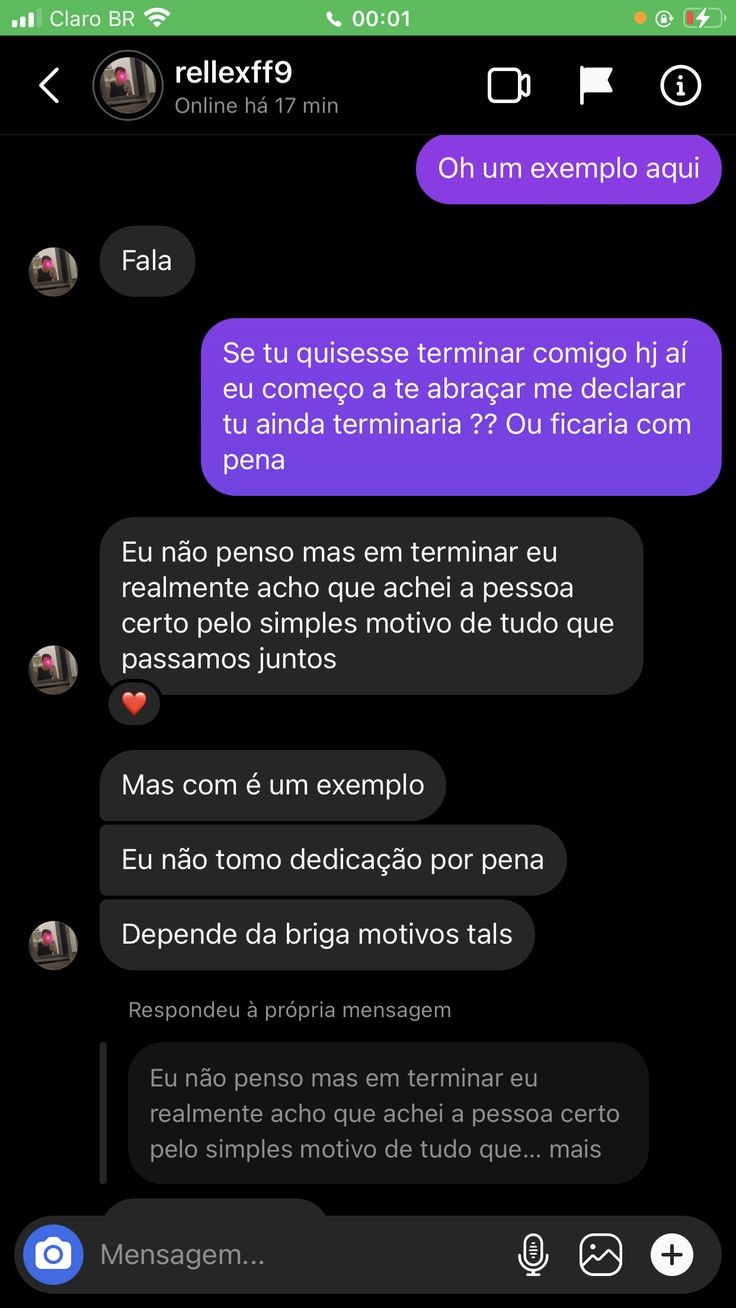 Claro BR 00:01
rellexff9
Online há 17 min
Oh um exemplo aqui
Fala
Se tu quisesse terminar comigo hj aí
eu começo a te abraçar me declarar
tu ainda terminaria ?? Ou ficaria com
pena
Eu não penso mas em terminar eu
realmente acho que achei a pessoa
certo pelo simples motivo de tudo que
passamos juntos
Mas com é um exemplo
Eu não tomo dedicação por pena
Depende da briga motivos tals
Respondeu à própria mensagem
Eu não penso mas em terminar eu
realmente acho que achei a pessoa certo
pelo simples motivo de tudo que... mais
Mensagem...